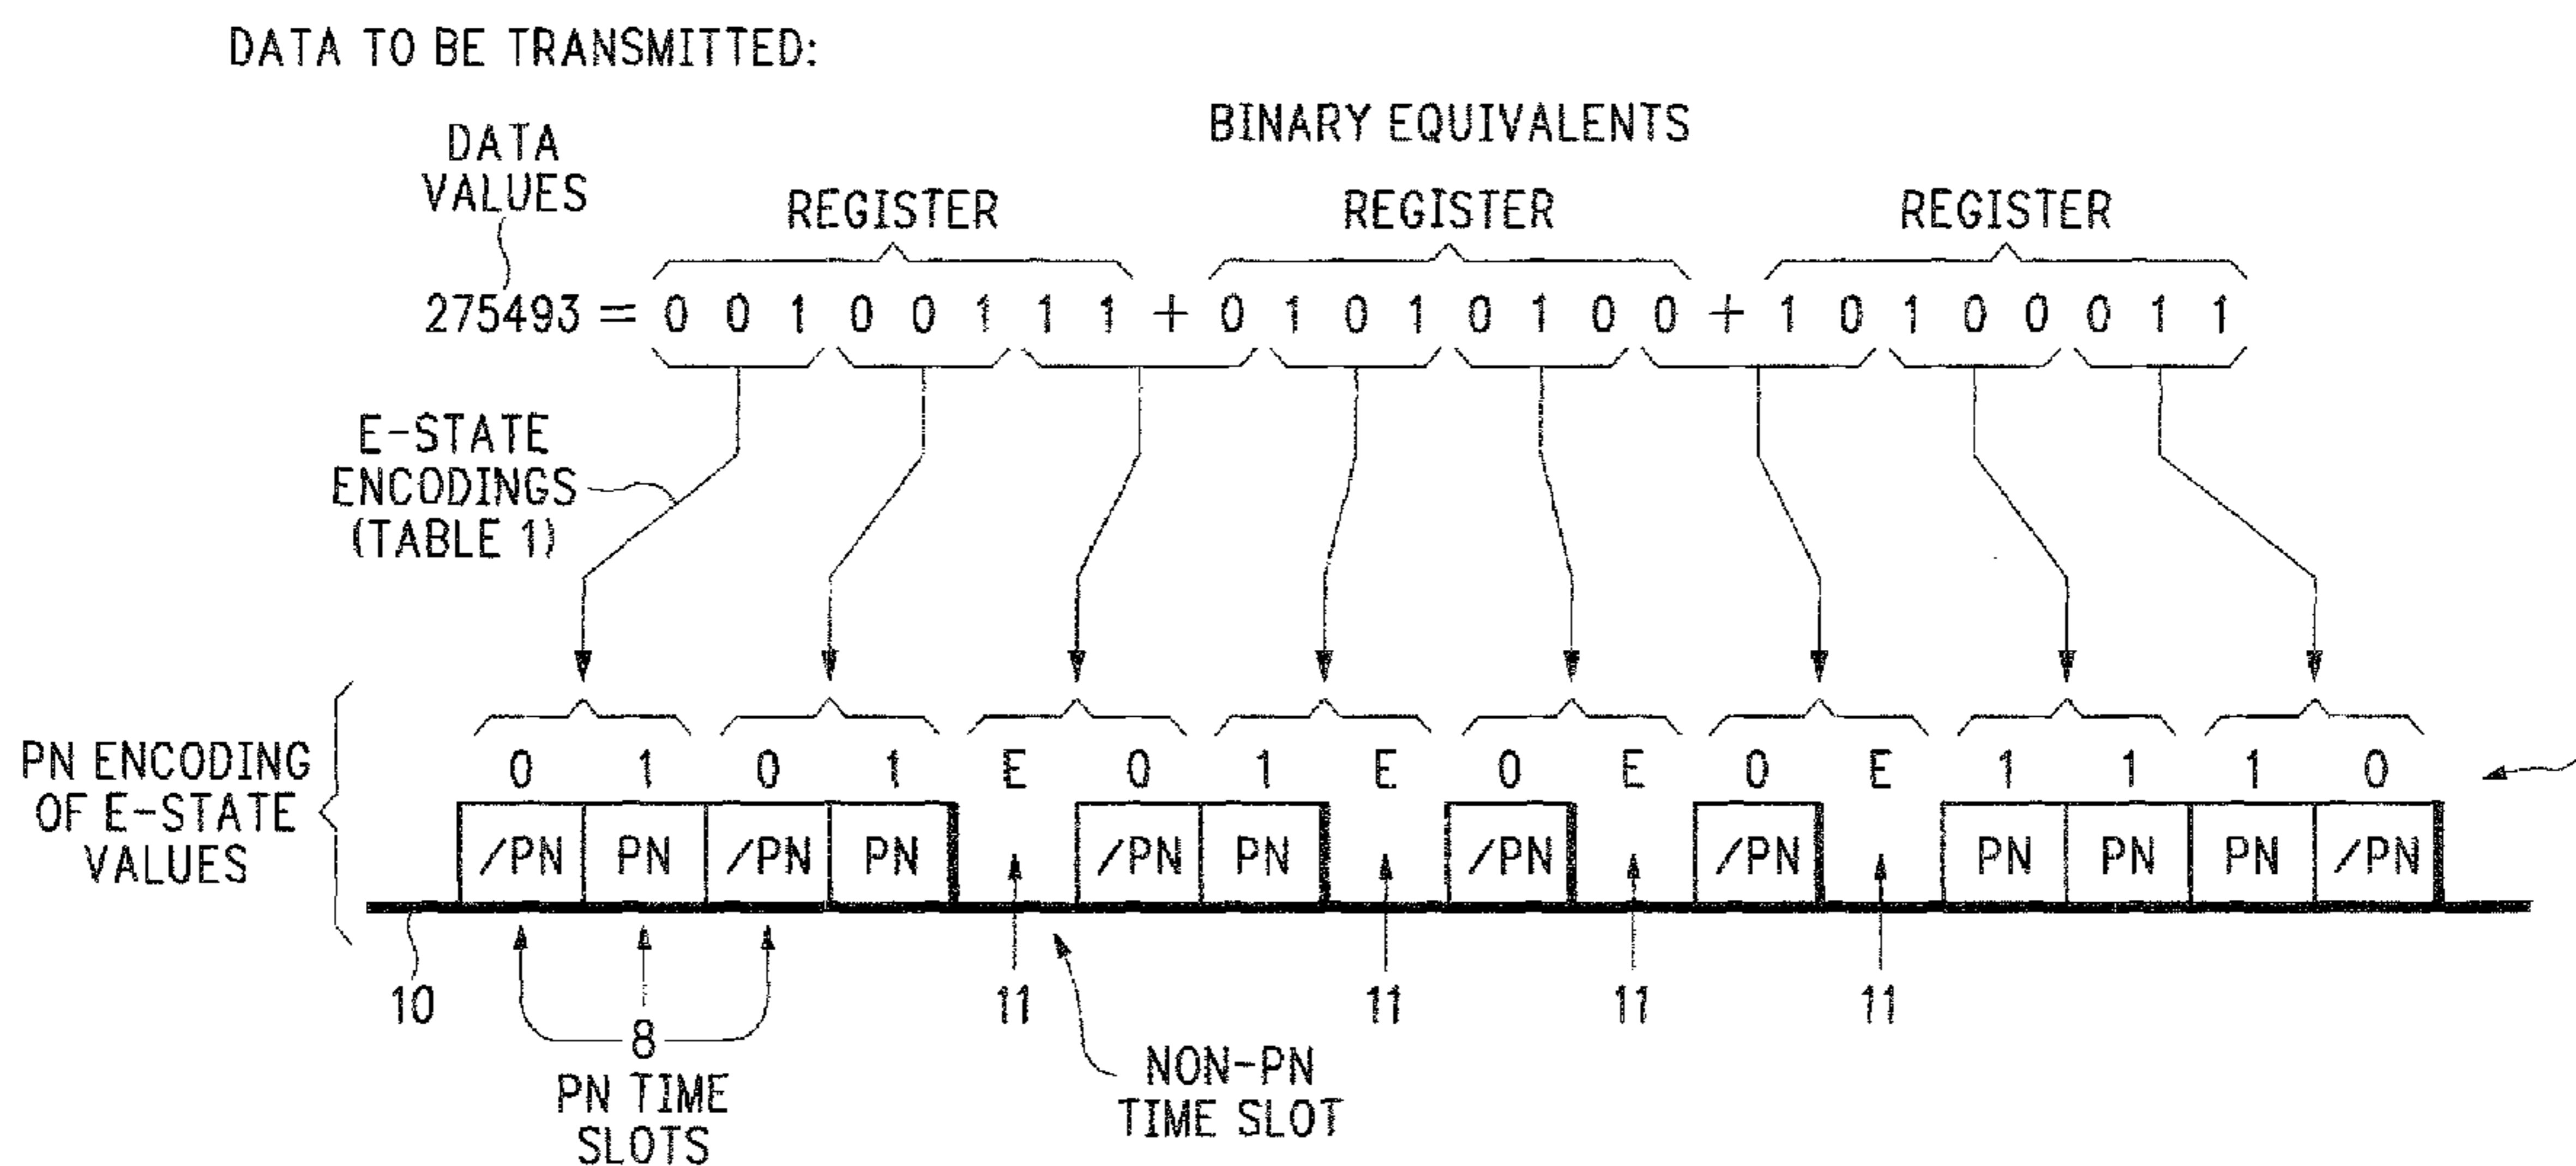 DATA TO BE TRANSMITTED:
BINARY EQUIVALENTS
DATA
VALUES
REGISTER REGISTER REGISTER
275493 = 0 0 1 0 0 1 1 1 + 0 1 0 1 0 1 0 0 + 1 0 1 0 0 0 1 1
E-STATE
ENCODINGS
(TABLE 1)
PN ENCODING
OF E-STATE
VALUES
0 1 0 1 E 0 1 E 0 E 0 E 1 1 1 0
/PN PN /PN PN /PN PN /PN /PN PN PN PN /PN
10 11 11 11 11
8
PN TIME
SLOTS
NON-PN
TIME SLOT